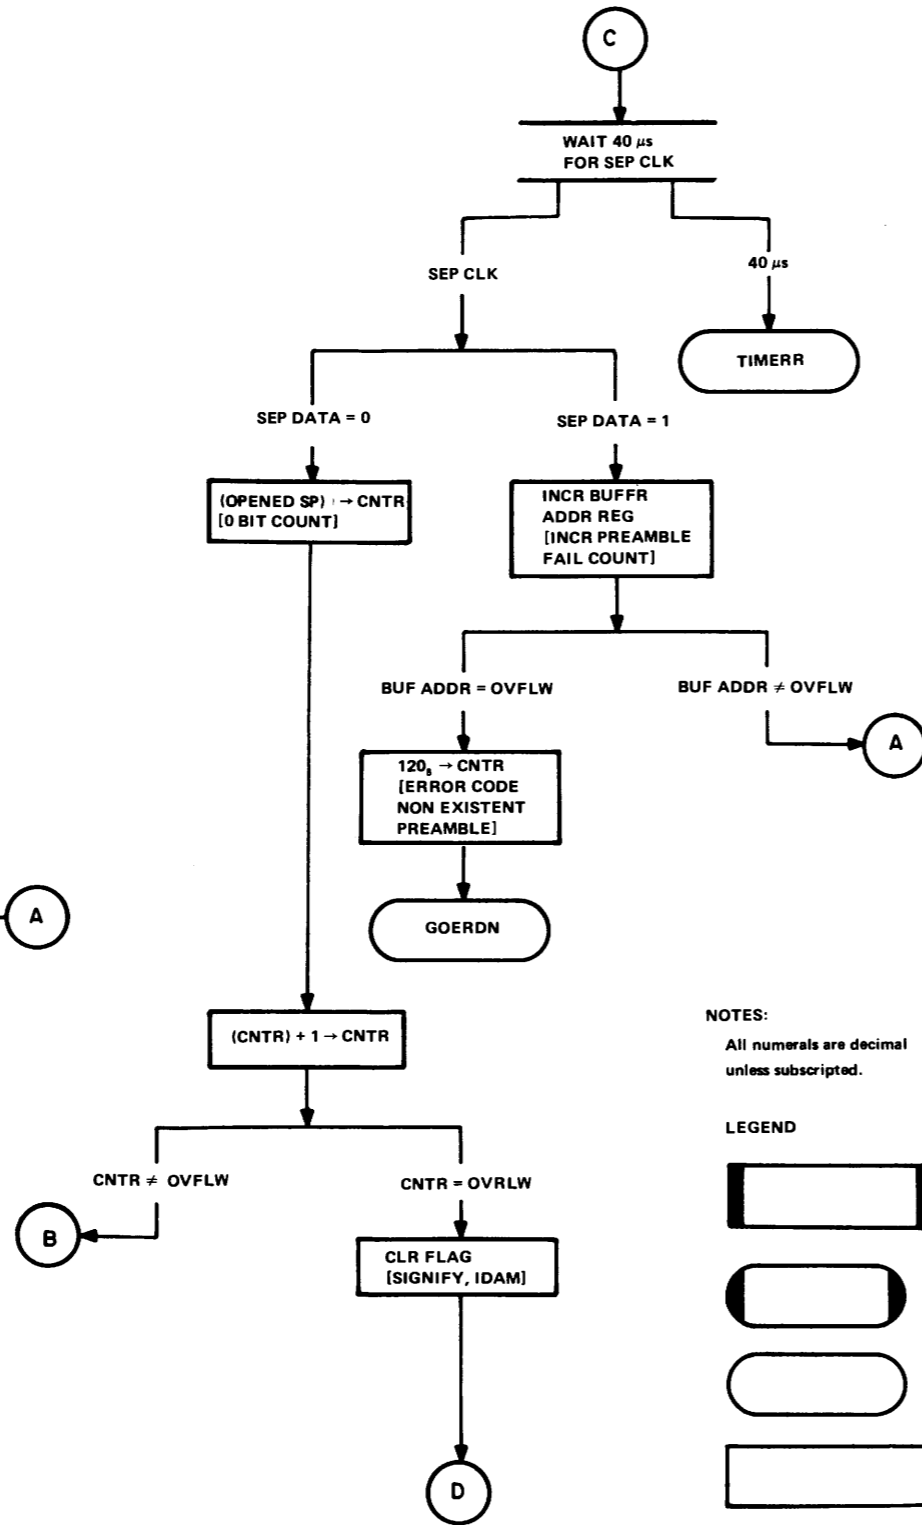 C
WAIT 40 μs
FOR SEP CLK
SEP CLK
40 μs
TIMERR
SEP DATA = 0
SEP DATA = 1
(OPENED SP) → CNTR
[0 BIT COUNT]
INCR BUFFR
ADDR REG
[INCR PREAMBLE
FAIL COUNT]
BUF ADDR = OVFLW
BUF ADDR ≠ OVFLW
A
120₈ → CNTR
[ERROR CODE
NON EXISTENT
PREAMBLE]
GOERDN
A
(CNTR) + 1 → CNTR
CNTR ≠ OVFLW
CNTR = OVRLW
B
CLR FLAG
[SIGNIFY, IDAM]
D
NOTES:
All numerals are decimal
unless subscripted.
LEGEND